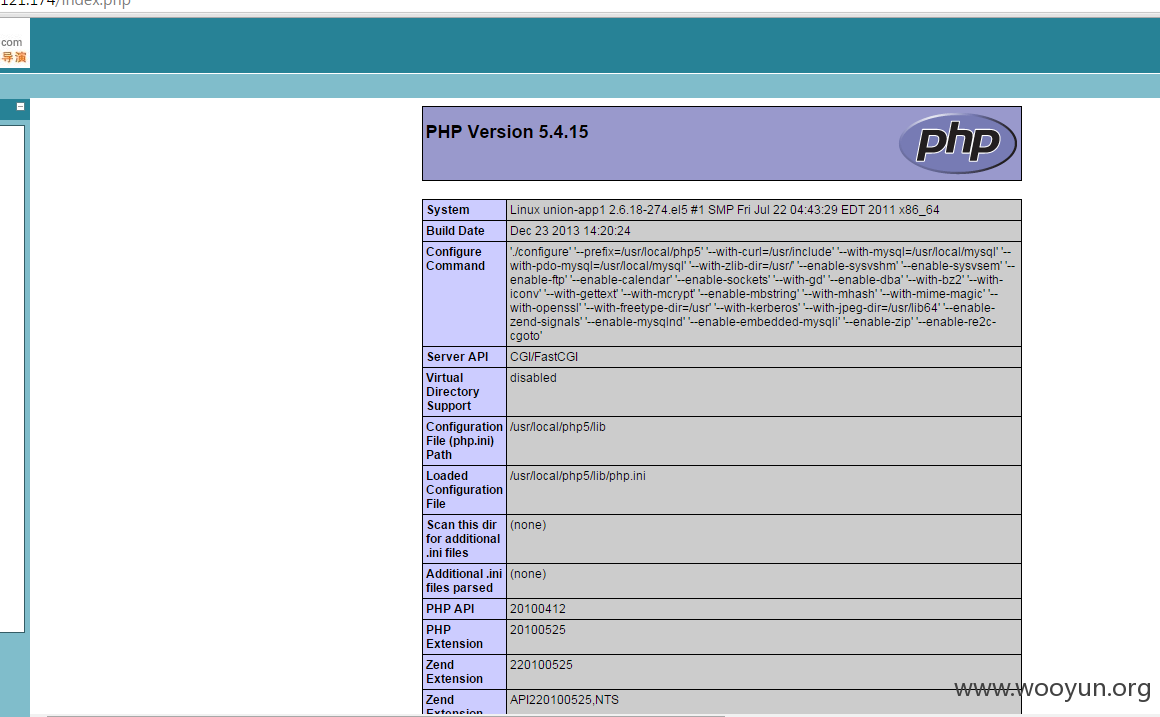 121.174/index.php
com
导演
PHP Version 5.4.15
php
System
Linux union-app1 2.6.18-274.el5 #1 SMP Fri Jul 22 04:43:29 EDT 2011 x86_64
Build Date
Dec 23 2013 14:20:24
Configure
Command
'./configure' '--prefix=/usr/local/php5' '--with-curl=/usr/include' '--with-mysql=/usr/local/mysql' '--
with-pdo-mysql=/usr/local/mysql' '--with-zlib-dir=/usr/' '--enable-sysvshm' '--enable-sysvsem' '--
enable-ftp' '--enable-calendar' '--enable-sockets' '--with-gd' '--enable-dba' '--with-bz2' '--with-
iconv' '--with-gettext' '--with-mcrypt' '--enable-mbstring' '--with-mhash' '--with-mime-magic' '--
with-openssl' '--with-freetype-dir=/usr' '--with-kerberos' '--with-jpeg-dir=/usr/lib64' '--enable-
zend-signals' '--enable-mysqlnd' '--enable-embedded-mysqli' '--enable-zip' '--enable-re2c-
cgoto'
Server API
CGI/FastCGI
Virtual
Directory
Support
disabled
Configuration
File (php.ini)
Path
/usr/local/php5/lib
Loaded
Configuration
File
/usr/local/php5/lib/php.ini
Scan this dir
for additional
.ini files
(none)
Additional .ini
files parsed
(none)
PHP API
20100412
PHP
Extension
20100525
Zend
Extension
220100525
Zend
Extension
API220100525,NTS
www.wooyun.org